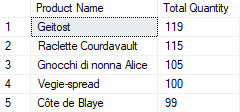 Product Name Total Quantity
1 Geitost 119
2 Raclette Courdavault 115
3 Gnocchi di nonna Alice 105
4 Vegie-spread 100
5 Côte de Blaye 99